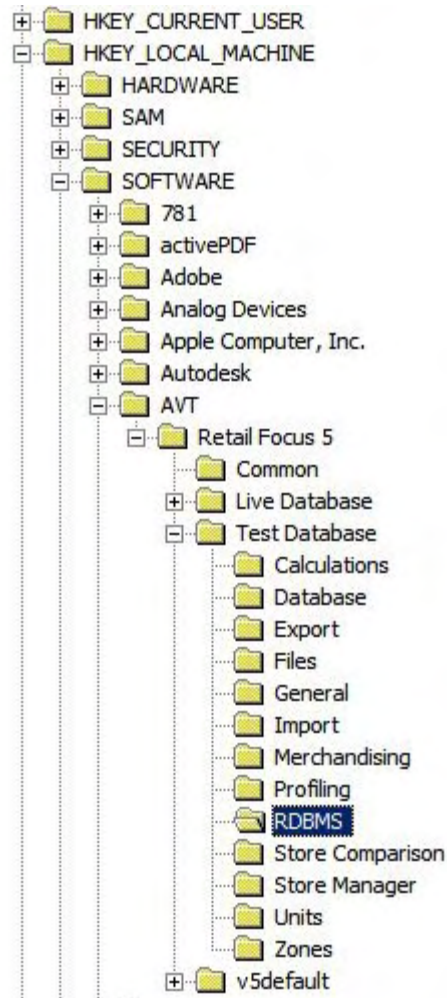 HKEY_CURRENT_USER
HKEY_LOCAL_MACHINE
HARDWARE
SAM
SECURITY
SOFTWARE
781
activePDF
Adobe
Analog Devices
Apple Computer, Inc.
Autodesk
AVT
Retail Focus 5
Common
Live Database
Test Database
Calculations
Database
Export
Files
General
Import
Merchandising
Profiling
RDBMS
Store Comparison
Store Manager
Units
Zones
v5default